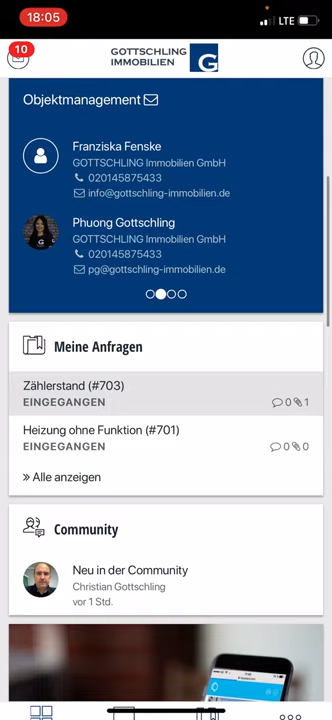 18:05
LTE
10
GOTTSCHLING
IMMOBILIEN
G
Objektmanagement
Franziska Fenske
GOTTSCHLING Immobilien GmbH
020145875433
info@gottschling-immobilien.de
Phuong Gottschling
GOTTSCHLING Immobilien GmbH
020145875433
pg@gottschling-immobilien.de
Meine Anfragen
Zählerstand (#703)
EINGEGANGEN 0 1
Heizung ohne Funktion (#701)
EINGEGANGEN 0 0
» Alle anzeigen
Community
Neu in der Community
Christian Gottschling
vor 1 Std.